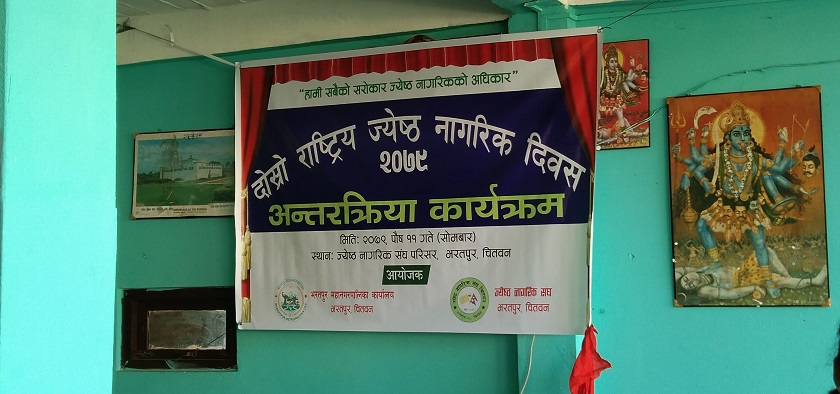 "हामी सबैको सरोकार ज्येष्ठ नागरिकको अधिकार"
दोस्रो राष्ट्रिय ज्येष्ठ नागरिक दिवस
२०७९
अन्तरक्रिया कार्यक्रम
मिति: २०७९ पौष ११ गते (सोमबार)
स्थान: ज्येष्ठ नागरिक संघ परिसर, भरतपुर, चितवन
आयोजक
भरतपुर महानगरपालिका कार्यालय
भरतपुर, चितवन
ज्येष्ठ नागरिक संघ
भरतपुर, चितवन